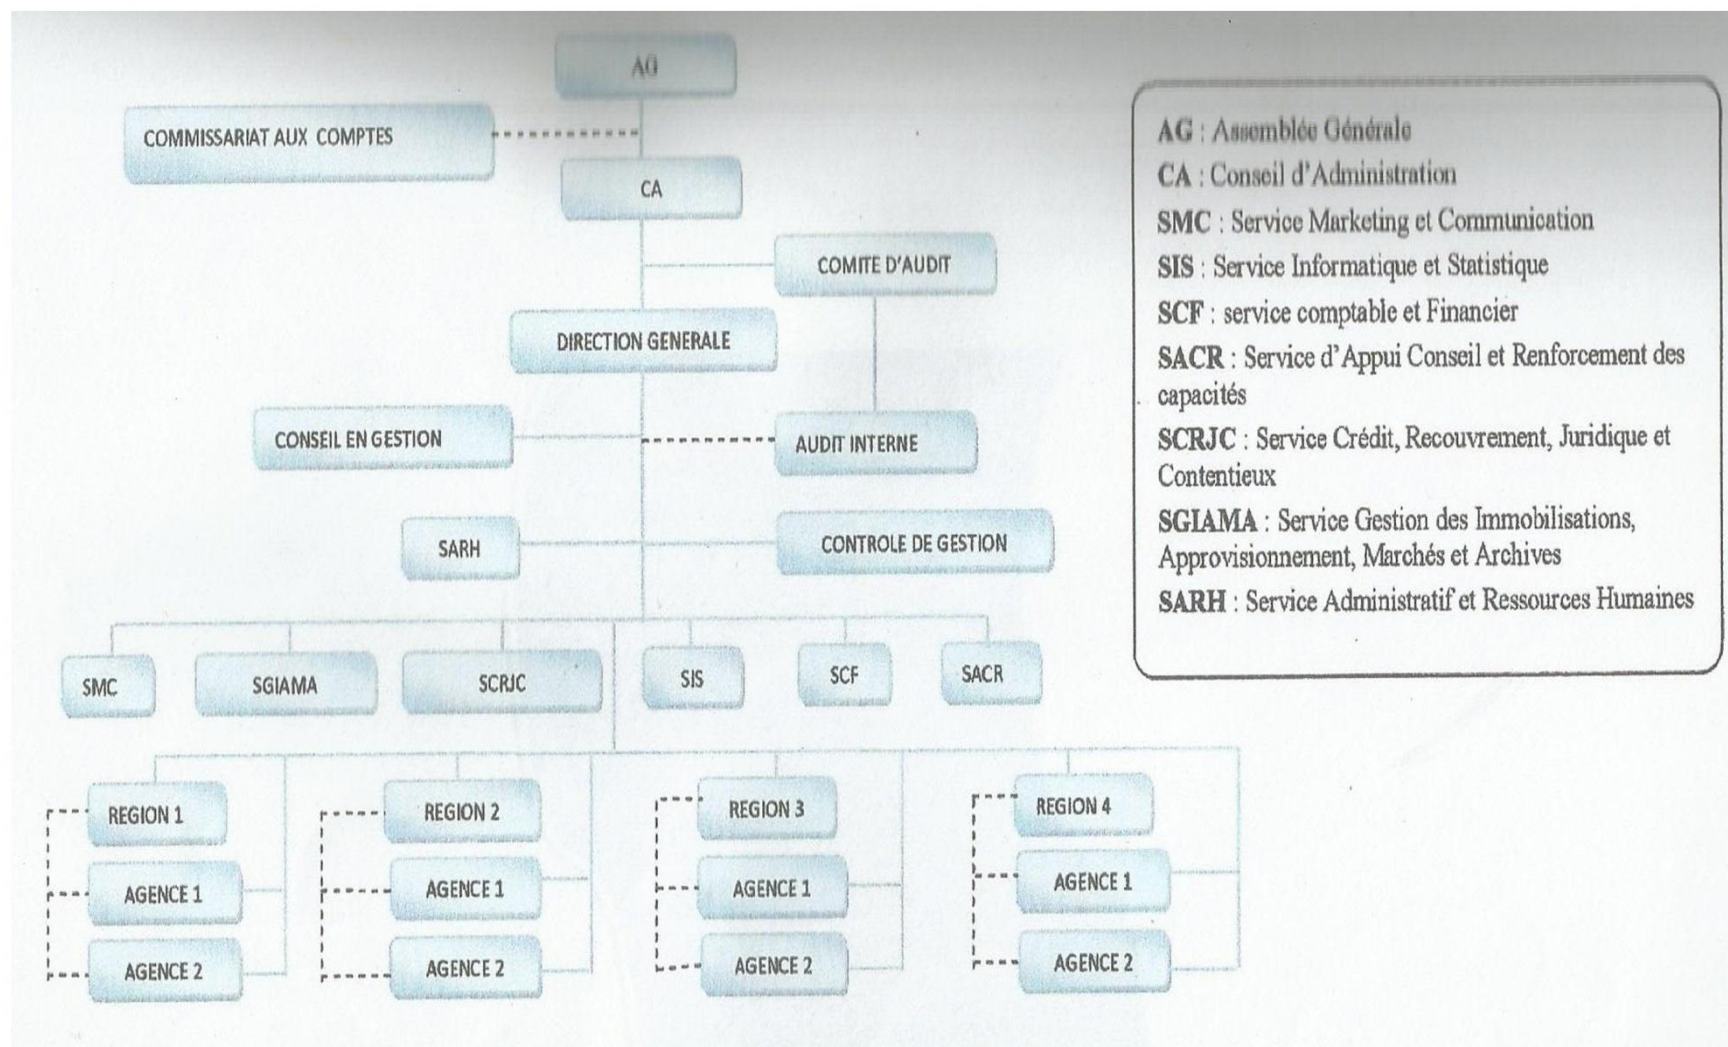 AG
COMMISSARIAT AUX COMPTES
CA
COMITE D'AUDIT
DIRECTION GENERALE
CONSEIL EN GESTION
AUDIT INTERNE
SARH
CONTROLE DE GESTION
SMC
SGIAMA
SCRJC
SIS
SCF
SACR
REGION 1
REGION 2
REGION 3
REGION 4
AGENCE 1
AGENCE 1
AGENCE 1
AGENCE 1
AGENCE 2
AGENCE 2
AGENCE 2
AGENCE 2
AG : Assemblée Générale
CA : Conseil d'Administration
SMC : Service Marketing et Communication
SIS : Service Informatique et Statistique
SCF : service comptable et Financier
SACR : Service d'Appui Conseil et Renforcement des
capacités
SCRJC : Service Crédit, Recouvrement, Juridique et
Contentieux
SGIAMA : Service Gestion des Immobilisations,
Approvisionnement, Marchés et Archives
SARH : Service Administratif et Ressources Humaines